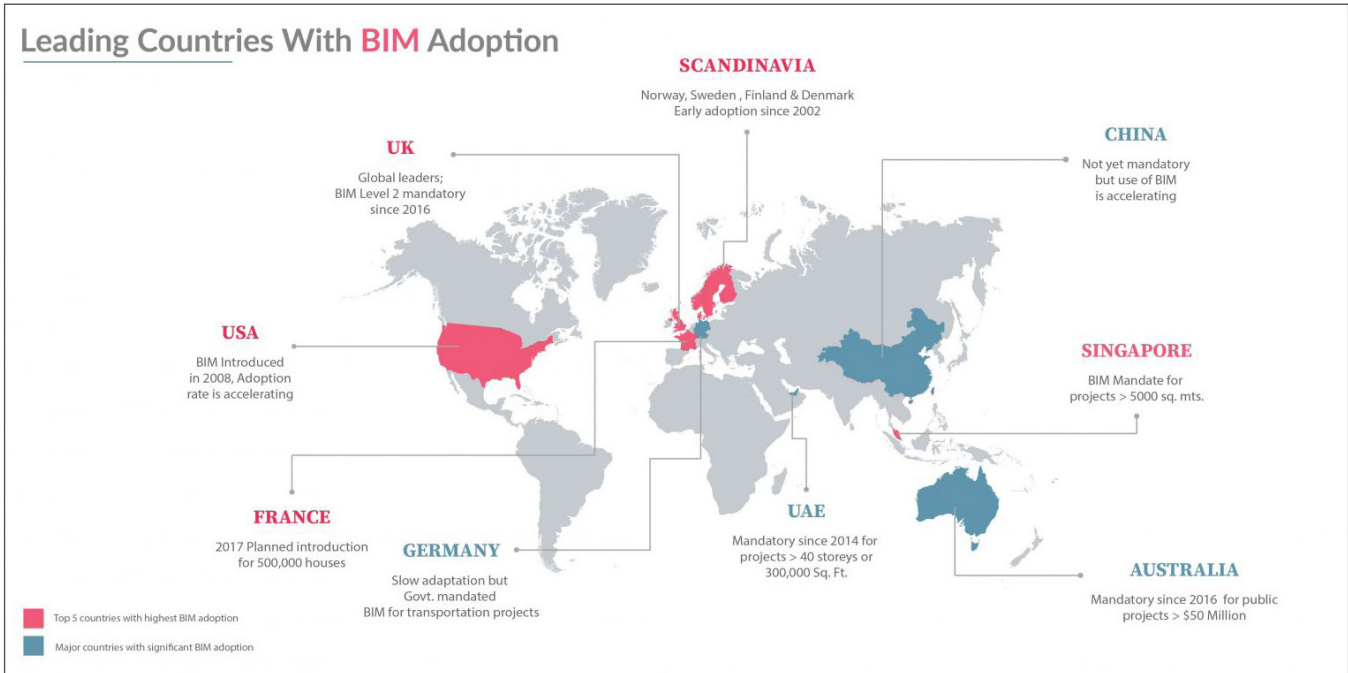 Leading Countries With BIM Adoption
SCANDINAVIA
Norway, Sweden , Finland & Denmark
Early adoption since 2002
UK
Global leaders;
BIM Level 2 mandatory
since 2016
CHINA
Not yet mandatory
but use of BIM
is accelerating
USA
BIM Introduced
in 2008, Adoption
rate is accelerating
SINGAPORE
BIM Mandate for
projects > 5000 sq. mts.
FRANCE
2017 Planned introduction
for 500,000 houses
GERMANY
Slow adaptation but
Govt. mandated
BIM for transportation projects
UAE
Mandatory since 2014 for
projects > 40 storeys or
300,000 Sq. Ft.
AUSTRALIA
Mandatory since 2016 for public
projects > $50 Million
Top 5 countries with highest BIM adoption
Major countries with significant BIM adoption